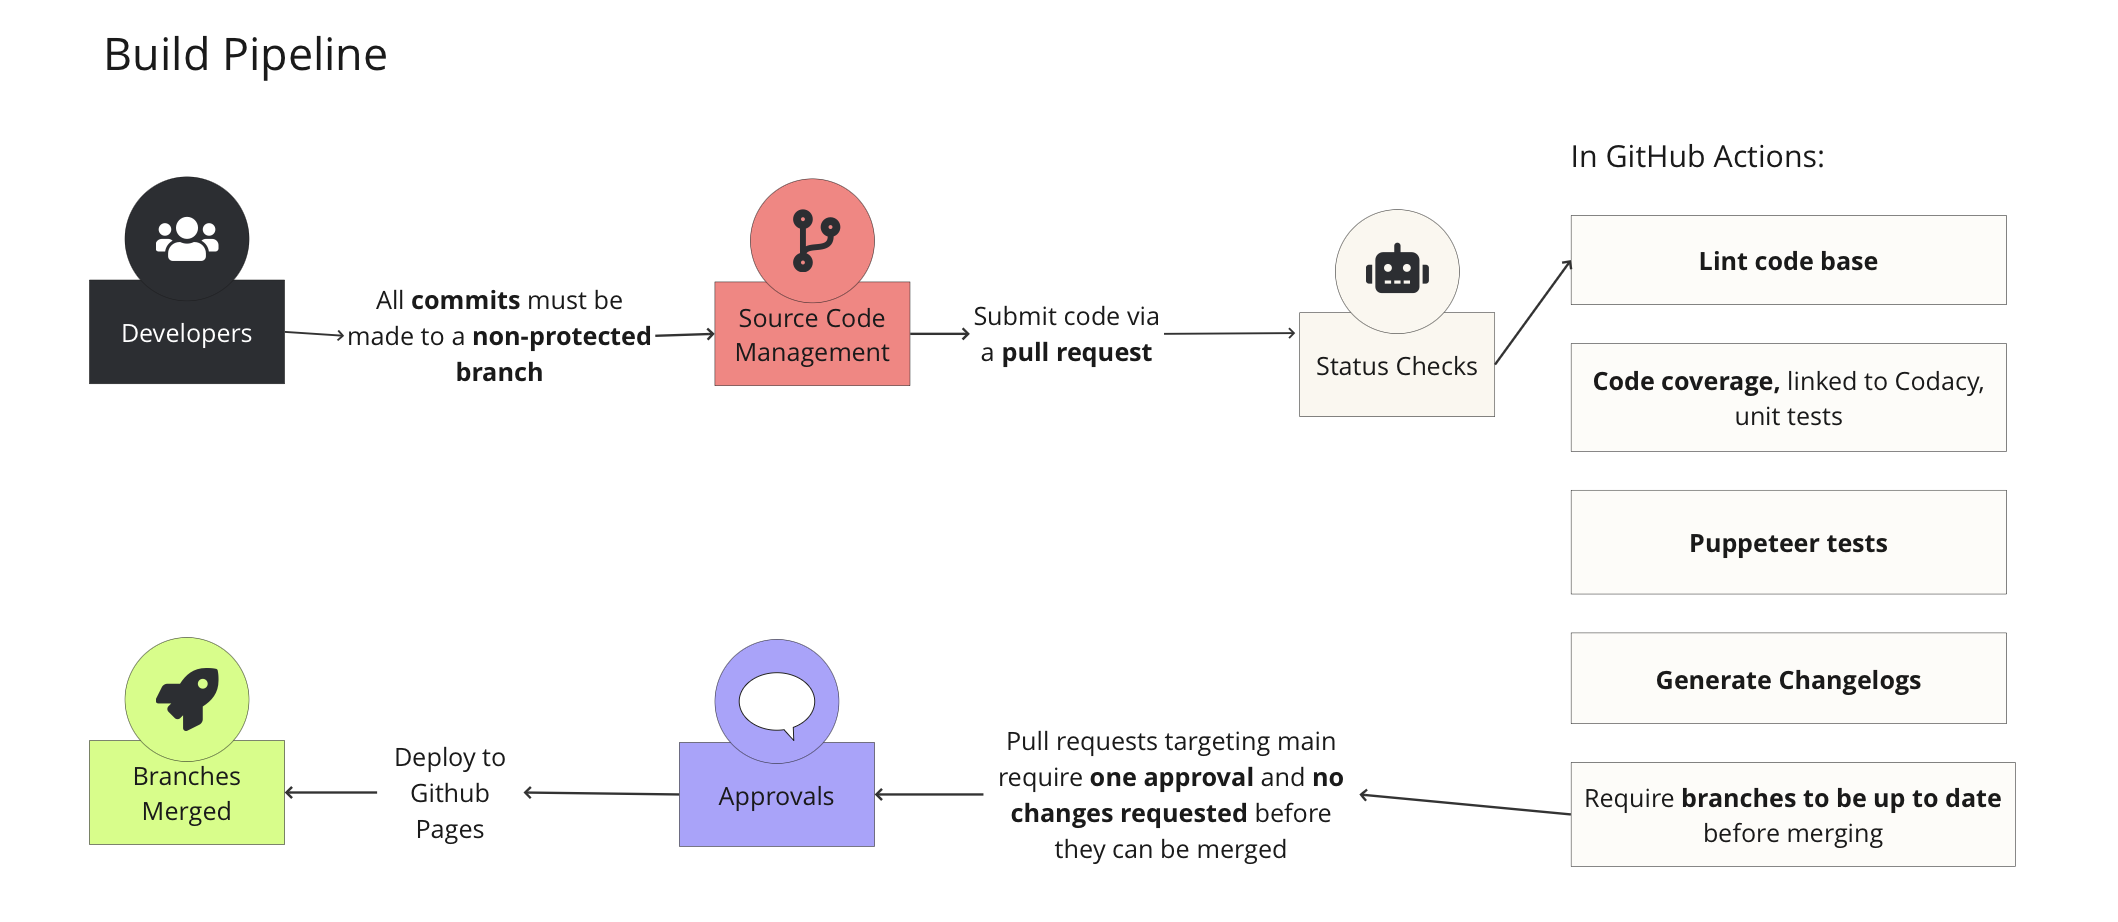 Build Pipeline
In GitHub Actions:
Developers
All commits must be
made to a non-protected
branch
Source Code
Management
Submit code via
a pull request
Status Checks
Lint code base
Code coverage, linked to Codacy,
unit tests
Puppeteer tests
Generate Changelogs
Require branches to be up to date
before merging
Pull requests targeting main
require one approval and no
changes requested before
they can be merged
Approvals
Deploy to
Github
Pages
Branches
Merged